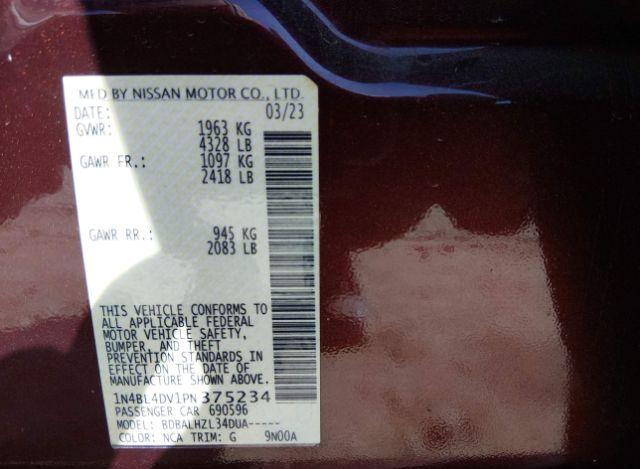 MFD BY NISSAN MOTOR CO., LTD.
DATE: 03/23
GVWR: 1963 KG
4328 LB
GAWR FR.: 1097 KG
2418 LB
GAWR RR.: 945 KG
2083 LB
THIS VEHICLE CONFORMS TO
ALL APPLICABLE FEDERAL
MOTOR VEHICLE SAFETY,
BUMPER, AND THEFT
PREVENTION STANDARDS IN
EFFECT ON THE DATE OF
MANUFACTURE SHOWN ABOVE.
1N4BL4DV1PN375234
PASSENGER CAR 690596
MODEL: BDBALHZL34DUA-----
COLOR: NCA TRIM: G 9N00A